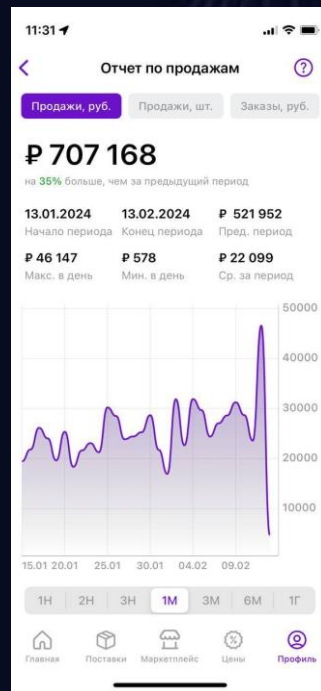 11:31
Отчет по продажам
?
Продажи, руб. Продажи, шт. Заказы, руб.
₽ 707 168
на 35% больше, чем за предыдущий период
13.01.2024 13.02.2024 ₽ 521 952
Начало периода Конец периода Пред. период
₽ 46 147 ₽ 578 ₽ 22 099
Макс. в день Мин. в день Ср. за период
50000
40000
30000
20000
10000
15.01 20.01 25.01 30.01 04.02 09.02
1Н 2Н 3Н 1М 3М 6М 1Г
%
Главная Поставки Маркетплейс Цены Профиль